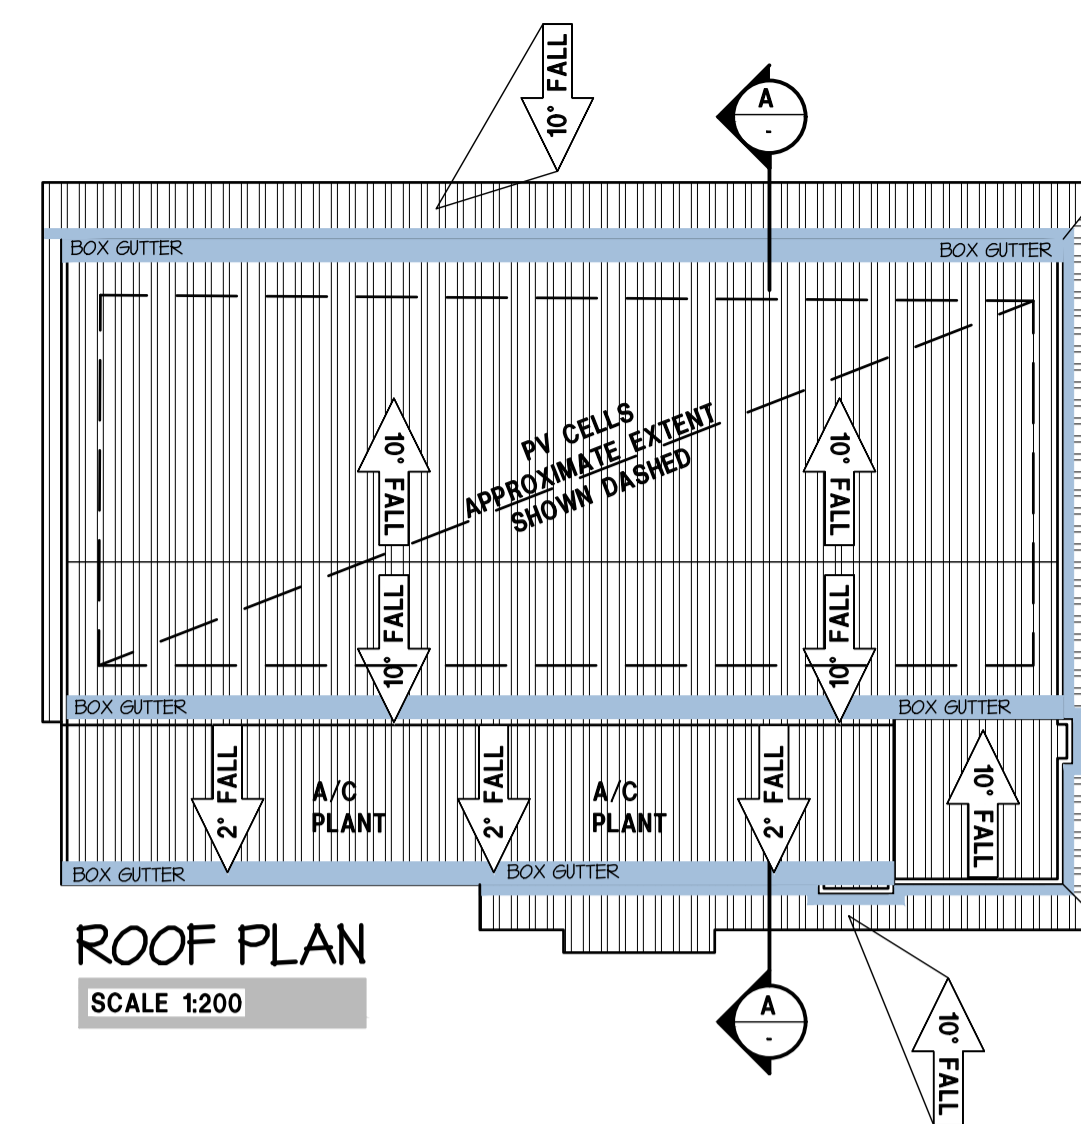 10° FALL
A
-
BOX GUTTER
BOX GUTTER
10° FALL
10° FALL
PV CELLS
APPROXIMATE EXTENT
SHOWN DASHED
10° FALL
10° FALL
BOX GUTTER
BOX GUTTER
2° FALL
2° FALL
2° FALL
10° FALL
A/C
PLANT
A/C
PLANT
BOX GUTTER
BOX GUTTER
ROOF PLAN
SCALE 1:200
A
-
10° FALL